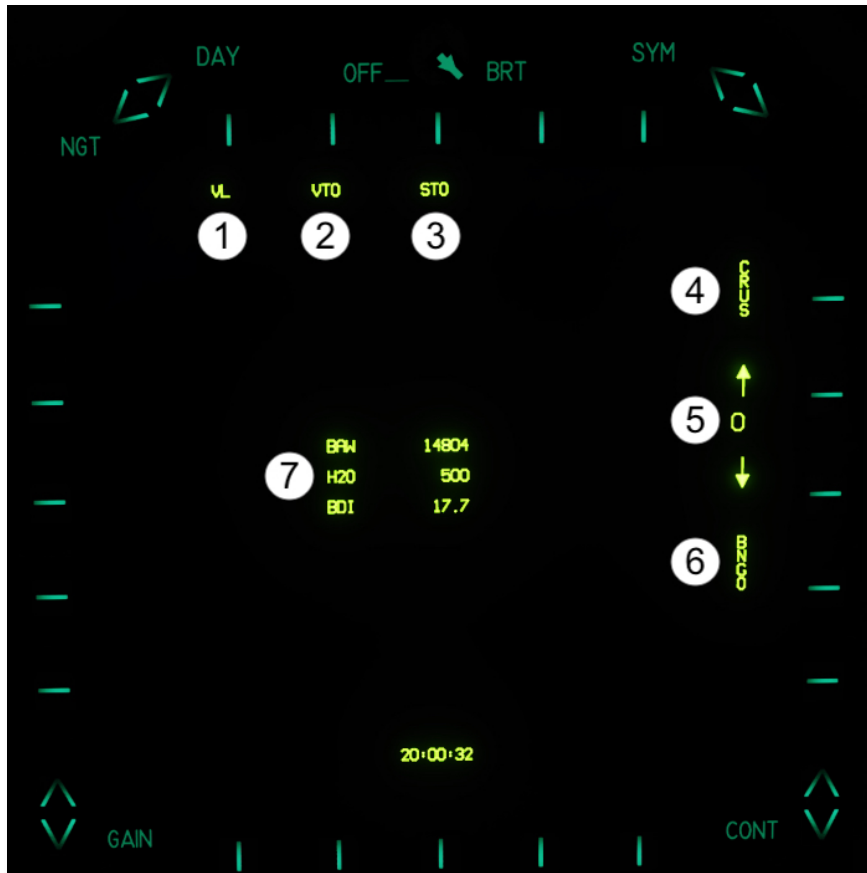 DAY
SYM
OFF
BRT
NGT
VL VTO STO
1 2 3
4 CRUS
5 0
7 BAW 14804
H2O 500
BDI 17.7
6 BNGO
20:00:32
GAIN
CONT